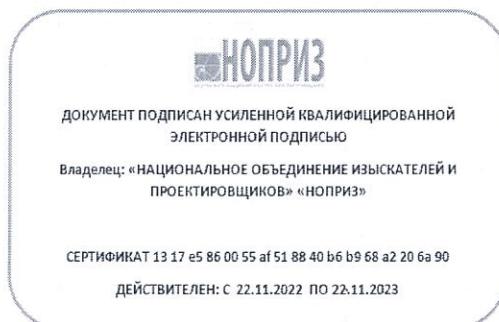 НОПРИЗ
ДОКУМЕНТ ПОДПИСАН УСИЛЕННОЙ КВАЛИФИЦИРОВАННОЙ
ЭЛЕКТРОННОЙ ПОДПИСЬЮ
Владелец: «НАЦИОНАЛЬНОЕ ОБЪЕДИНЕНИЕ ИЗЫСКАТЕЛЕЙ И
ПРОЕКТИРОВЩИКОВ» «НОПРИЗ»
СЕРТИФИКАТ 13 17 e5 86 00 55 af 51 88 40 b6 b9 68 a2 20 6a 90
ДЕЙСТВИТЕЛЕН: С 22.11.2022 ПО 22.11.2023